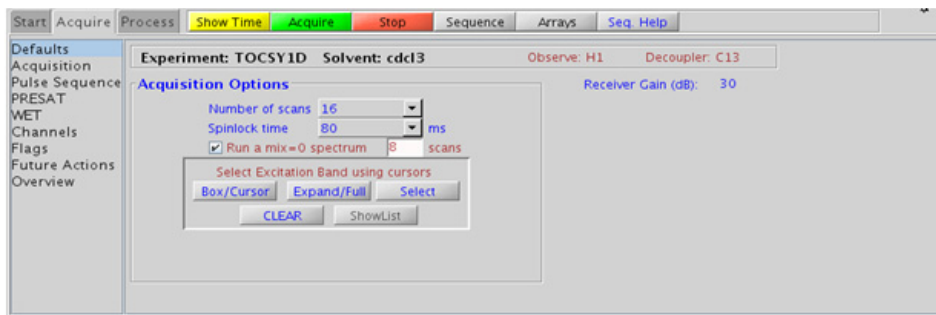 Start Acquire Process Show Time Acquire Stop Sequence Arrays Seq. Help
Defaults
Acquisition
Pulse Sequence
PRESAT
WET
Channels
Flags
Future Actions
Overview
Experiment: TOCSY1D Solvent: cdcl3 Observe: H1 Decoupler: C13
Acquisition Options Receiver Gain (dB): 30
Number of scans 16
Spinlock time 80 ms
Run a mix=0 spectrum 8 scans
Select Excitation Band using cursors
Box/Cursor Expand/Full Select
CLEAR ShowList